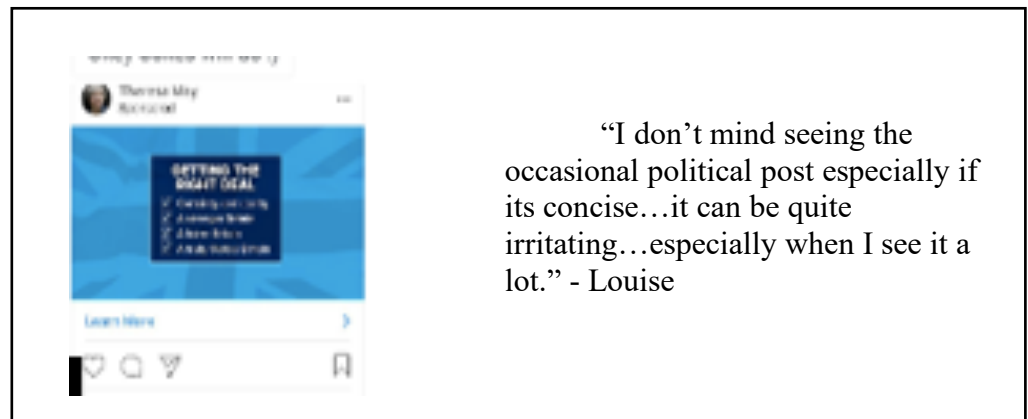 Theresa May
Sponsored
GETTING THE
RIGHT DEAL
Learn More
“I don’t mind seeing the
occasional political post especially if
its concise…it can be quite
irritating…especially when I see it a
lot.” - Louise